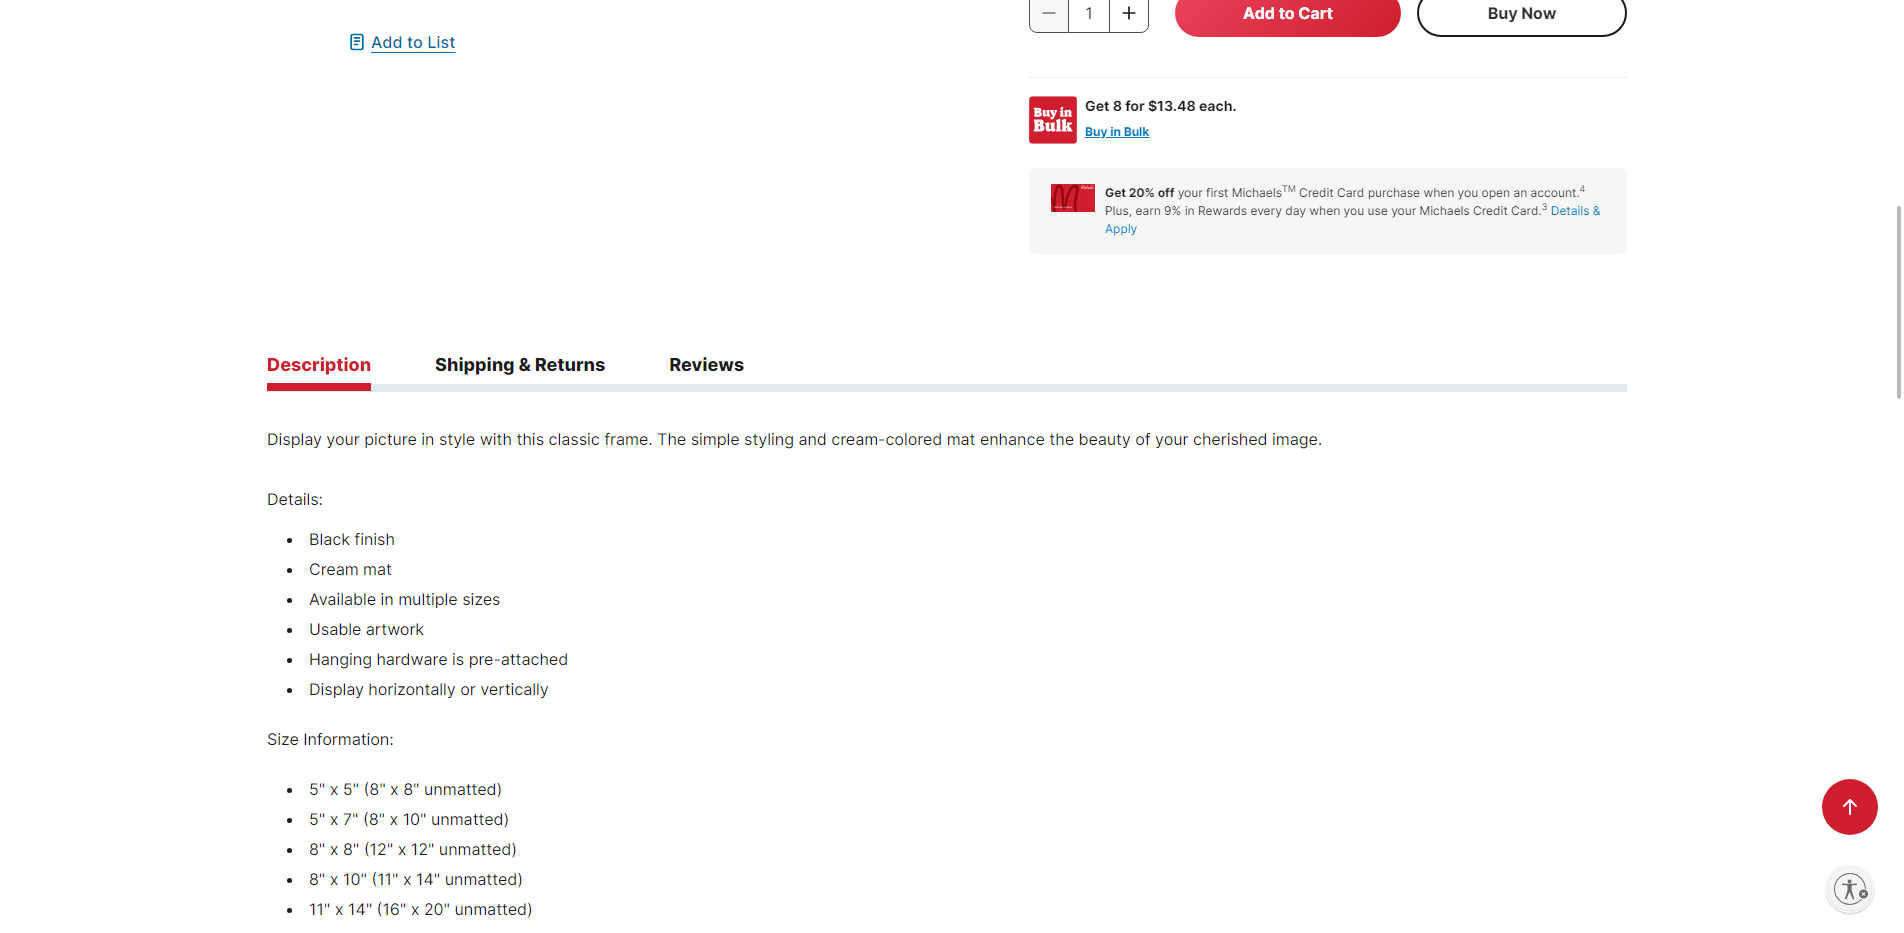 Add to List
1
Add to Cart
Buy Now
Buy in
Bulk
Get 8 for $13.48 each.
Buy in Bulk
Get 20% off your first Michaels™ Credit Card purchase when you open an account.4
Plus, earn 9% in Rewards every day when you use your Michaels Credit Card.3 Details &
Apply
Description
Shipping & Returns
Reviews
Display your picture in style with this classic frame. The simple styling and cream-colored mat enhance the beauty of your cherished image.
Details:
• Black finish
• Cream mat
• Available in multiple sizes
• Usable artwork
• Hanging hardware is pre-attached
• Display horizontally or vertically
Size Information:
• 5" x 5" (8" x 8" unmatted)
• 5" x 7" (8" x 10" unmatted)
• 8" x 8" (12" x 12" unmatted)
• 8" x 10" (11" x 14" unmatted)
• 11" x 14" (16" x 20" unmatted)